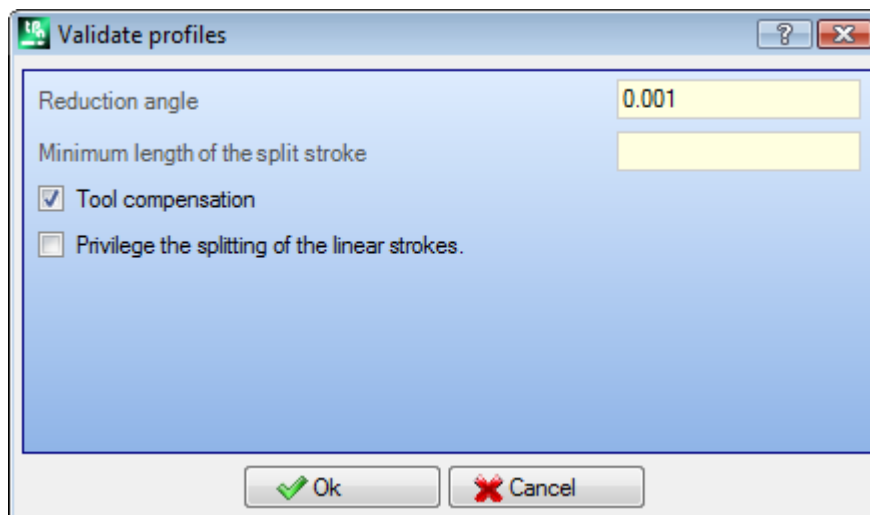 Validate profiles
Reduction angle 0.001
Minimum length of the split stroke
Tool compensation
Privilege the splitting of the linear strokes.
Ok Cancel